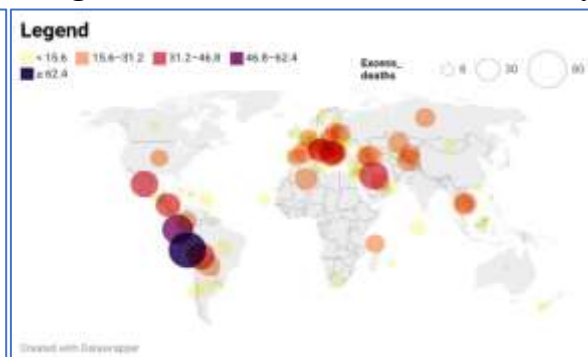 Legend
< 15.6 15.6–31.2 31.2–46.8 46.8–62.4
≥ 62.4
Excess_
deaths
6 30 60
Created with Datawrapper